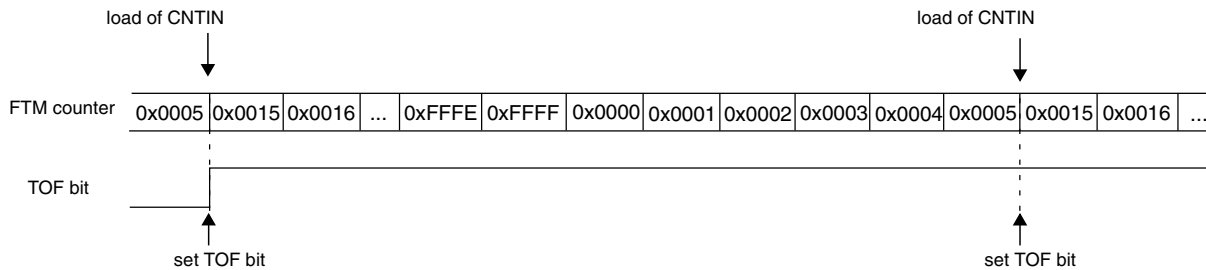 load of CNTIN load of CNTIN
FTM counter 0x0005 0x0015 0x0016 ... 0xFFFE 0xFFFF 0x0000 0x0001 0x0002 0x0003 0x0004 0x0005 0x0015 0x0016 ...
TOF bit
set TOF bit set TOF bit